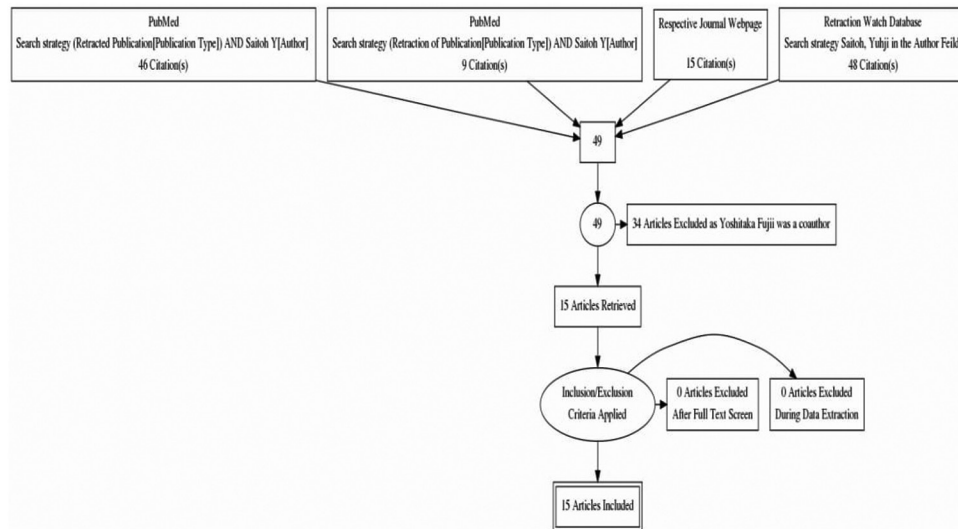 PubMed
Search strategy (Retracted Publication[Publication Type]) AND Saitoh Y[Author]
46 Citation(s)
PubMed
Search strategy (Retraction of Publication[Publication Type]) AND Saitoh Y[Author]
9 Citation(s)
Respective Journal Webpage
15 Citation(s)
Retraction Watch Database
Search strategy Saitoh, Yuhji in the Author Feild
48 Citation(s)
49
49
34 Articles Excluded as Yoshitaka Fujii was a coauthor
15 Articles Retrieved
Inclusion/Exclusion
Criteria Applied
0 Articles Excluded
After Full Text Screen
0 Articles Excluded
During Data Extraction
15 Articles Included